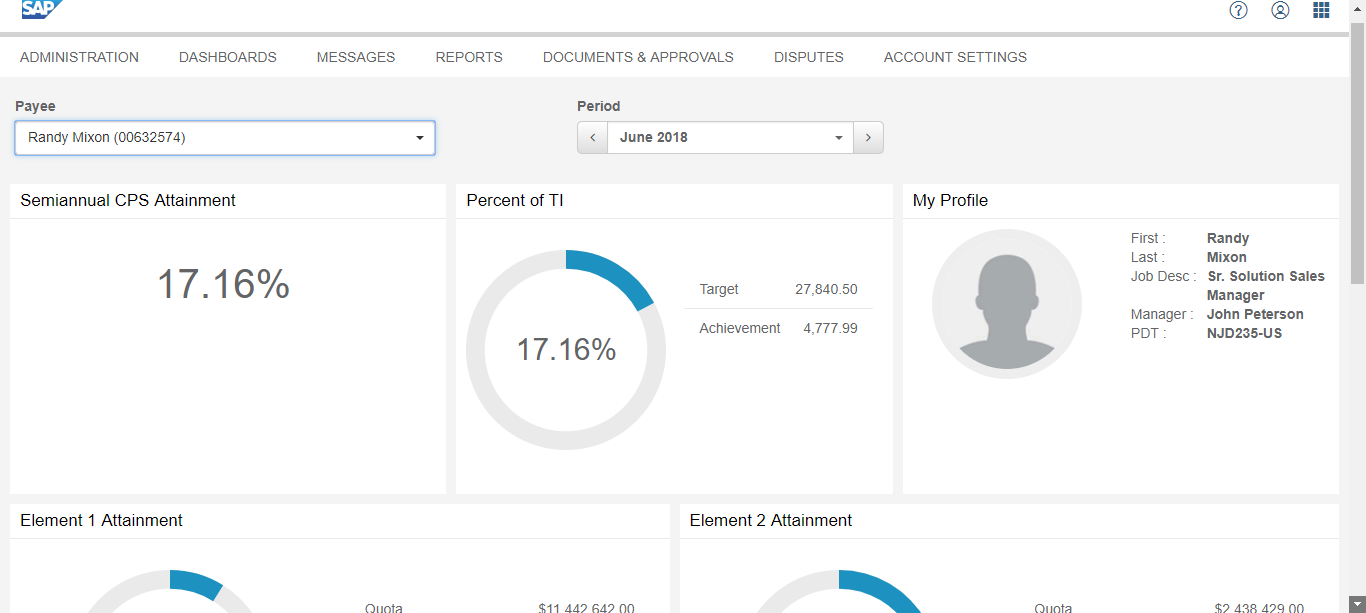 SAP
ADMINISTRATION DASHBOARDS MESSAGES REPORTS DOCUMENTS & APPROVALS DISPUTES ACCOUNT SETTINGS
Payee
Randy Mixon (00632574)
Period
June 2018
Semiannual CPS Attainment
17.16%
Percent of TI
17.16%
Target 27,840.50
Achievement 4,777.99
My Profile
First : Randy
Last : Mixon
Job Desc : Sr. Solution Sales
Manager
Manager : John Peterson
PDT : NJD235-US
Element 1 Attainment
Quota $11,442,642.00
Element 2 Attainment
Quota $2,438,429.00